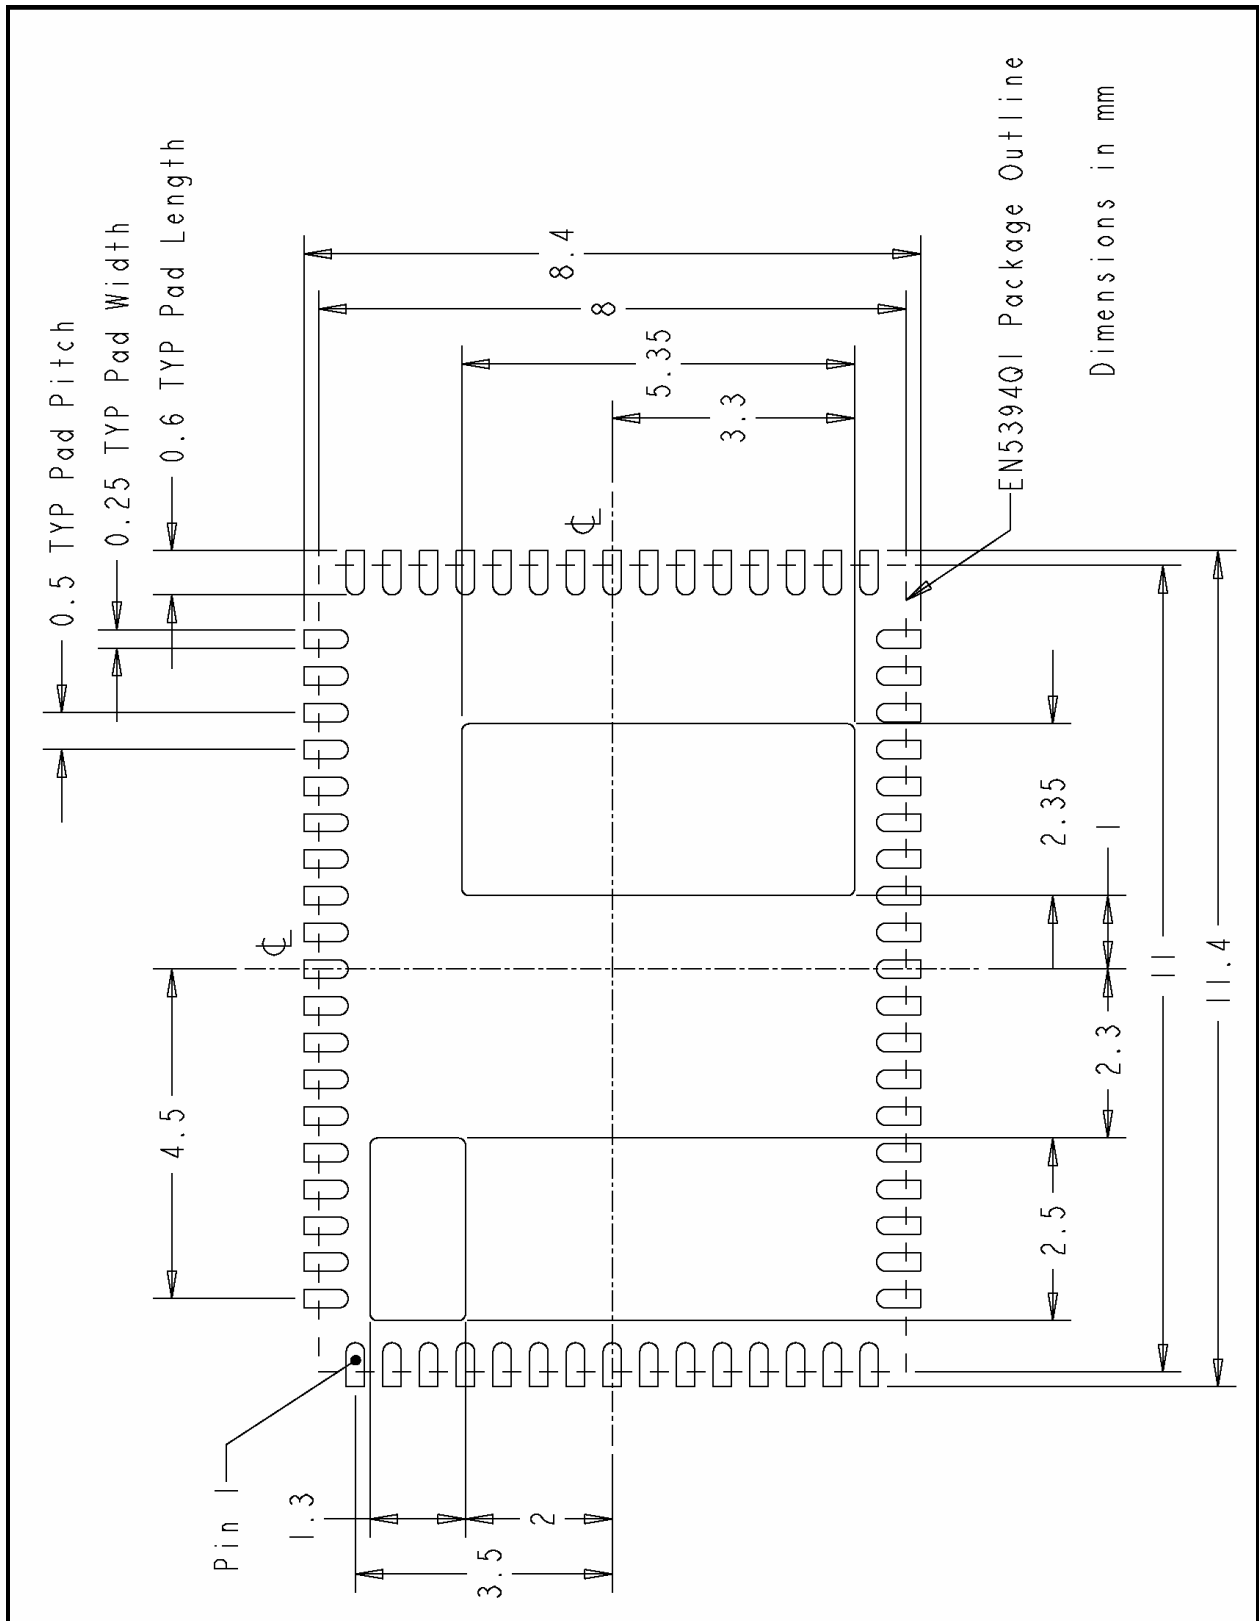 0.5 TYP Pad Pitch
0.25 TYP Pad Width
0.6 TYP Pad Length
8.4
8
5.35
3.3
EN5394QI Package Outline
Dimensions in mm
CL
CL
4.5
2.35
1
11
11.4
2.3
2.5
Pin 1
1.3
2
3.5